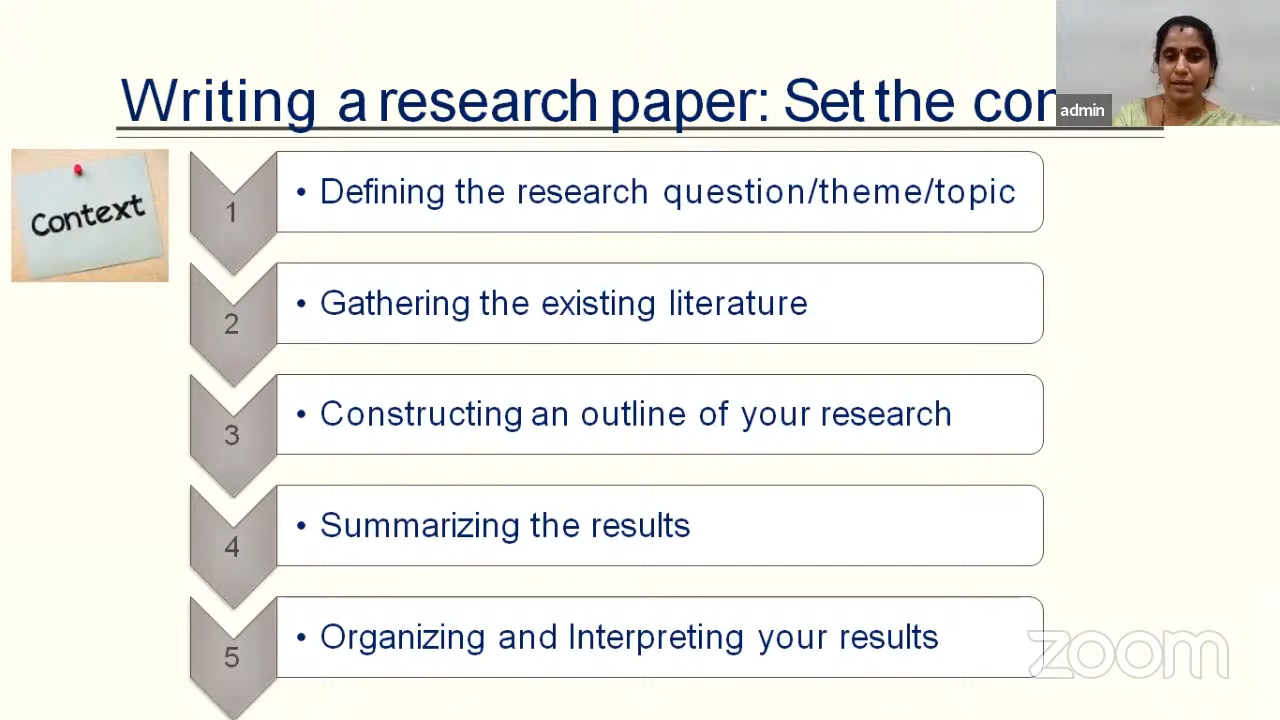 Writing a research paper: Set the con
admin
Context
1
• Defining the research question/theme/topic
2
• Gathering the existing literature
3
• Constructing an outline of your research
4
• Summarizing the results
5
• Organizing and Interpreting your results
zoom